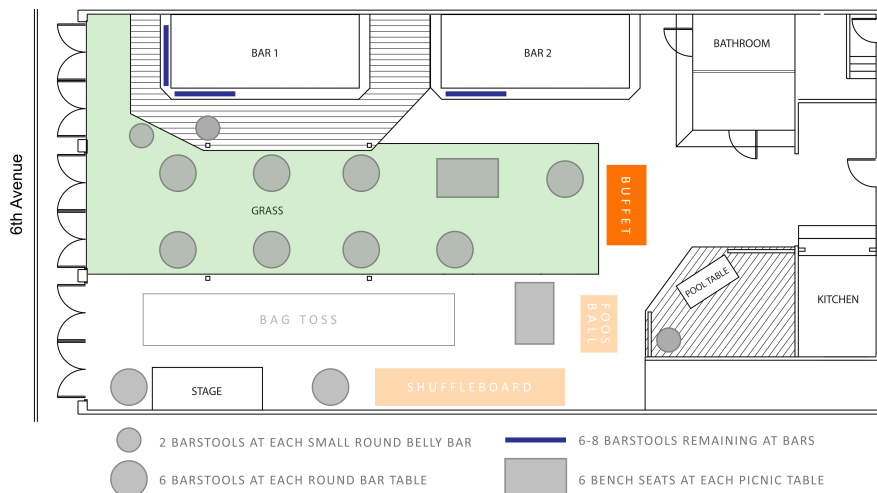 BAR 1
BAR 2
BATHROOM
6th Avenue
BUFFET
GRASS
POOL TABLE
KITCHEN
BAG TOSS
FOOS
BALL
STAGE
SHUFFLEBOARD
2 BARSTOOLS AT EACH SMALL ROUND BELLY BAR
6-8 BARSTOOLS REMAINING AT BARS
6 BARSTOOLS AT EACH ROUND BAR TABLE
6 BENCH SEATS AT EACH PICNIC TABLE